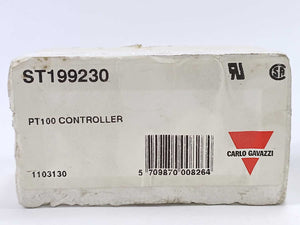 ST199230
PT100 CONTROLLER
CARLO GAVAZZI
1103130
5 709870 008264